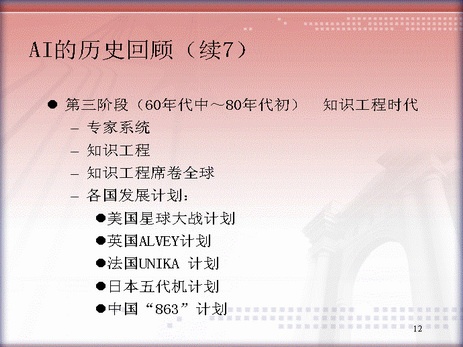 AI的历史回顾（续7）
● 第三阶段（60年代中～80年代初） 知识工程时代
– 专家系统
– 知识工程
– 知识工程席卷全球
– 各国发展计划：
●美国星球大战计划
●英国ALVEY计划
●法国UNIKA 计划
●日本五代机计划
●中国“863”计划
12